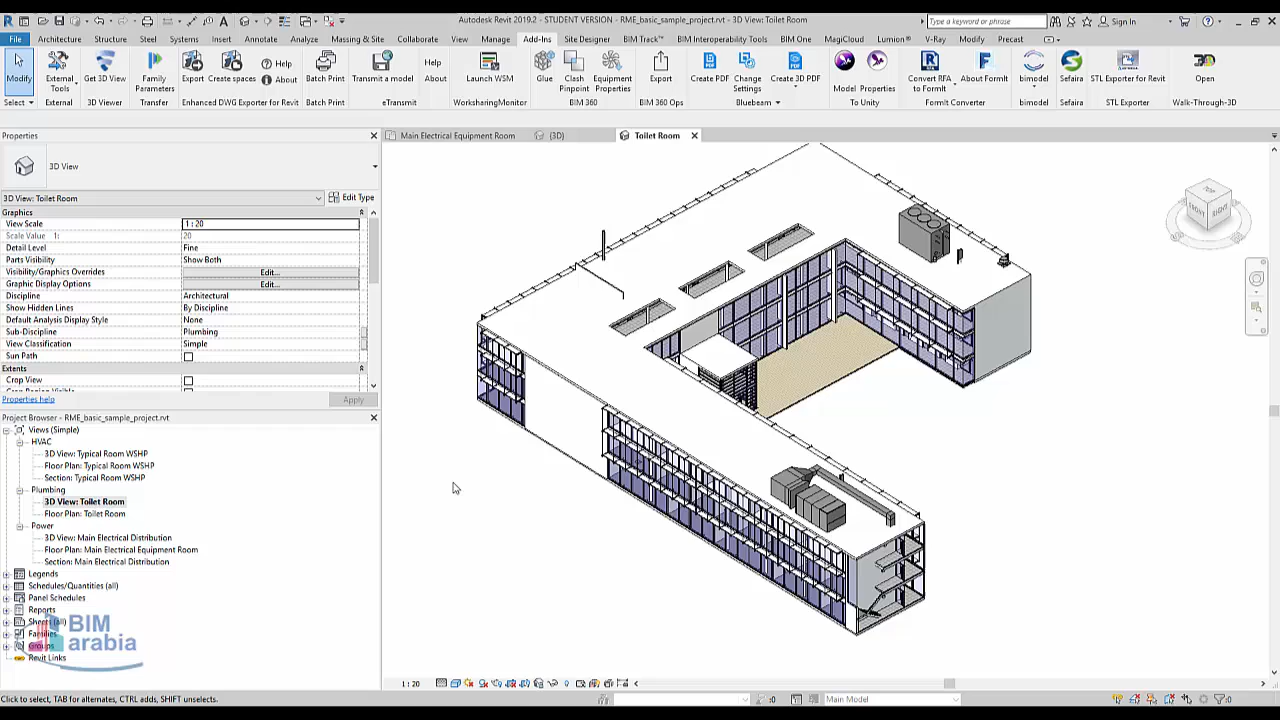 Autodesk Revit 2019.2 - STUDENT VERSION - RME_basic_sample_project.rvt - 3D View: Toilet Room
Type a keyword or phrase
Sign In
File Architecture Structure Steel Systems Insert Annotate Analyze Massing & Site Collaborate View Manage Add-Ins Site Designer BIM Track™ BIM Interoperability Tools BIM One MagiCloud Lumion® V-Ray Modify Precast
Modify
External Tools
Get 3D View
Family Parameters
Export
Create spaces
Help
About
Batch Print
Transmit a model
Help
About
Launch WSM
Glue
Clash Pinpoint
Equipment Properties
Export
Create PDF
Change Settings
Create 3D PDF
Model
Properties
Convert RFA to FormIt
About FormIt
bimodel
Sefaira
STL Exporter for Revit
Open
Select External 3D Viewer Transfer Enhanced DWG Exporter for Revit Batch Print eTransmit WorksharingMonitor BIM 360 BIM 360 Ops Bluebeam To Unity FormIt Converter bimodel Sefaira STL Exporter Walk-Through-3D
Properties
Main Electrical Equipment Room
(3D)
Toilet Room
3D View
3D View: Toilet Room
Edit Type
Graphics
View Scale 1 : 20
Scale Value 1: 20
Detail Level Fine
Parts Visibility Show Both
Visibility/Graphics Overrides Edit...
Graphic Display Options Edit...
Discipline Architectural
Show Hidden Lines By Discipline
Default Analysis Display Style None
Sub-Discipline Plumbing
View Classification Simple
Sun Path
Extents
Crop View
Properties help
Apply
Project Browser - RME_basic_sample_project.rvt
Views (Simple)
HVAC
3D View: Typical Room WSHP
Floor Plan: Typical Room WSHP
Section: Typical Room WSHP
Plumbing
3D View: Toilet Room
Floor Plan: Toilet Room
Power
3D View: Main Electrical Distribution
Floor Plan: Main Electrical Equipment Room
Section: Main Electrical Distribution
Legends
Schedules/Quantities (all)
Panel Schedules
Reports
Sheets (all)
Families
Groups
Revit Links
BIM
arabia
TOP
FRONT
RIGHT
1 : 20
Click to select, TAB for alternates, CTRL adds, SHIFT unselects.
:0
Main Model
:0